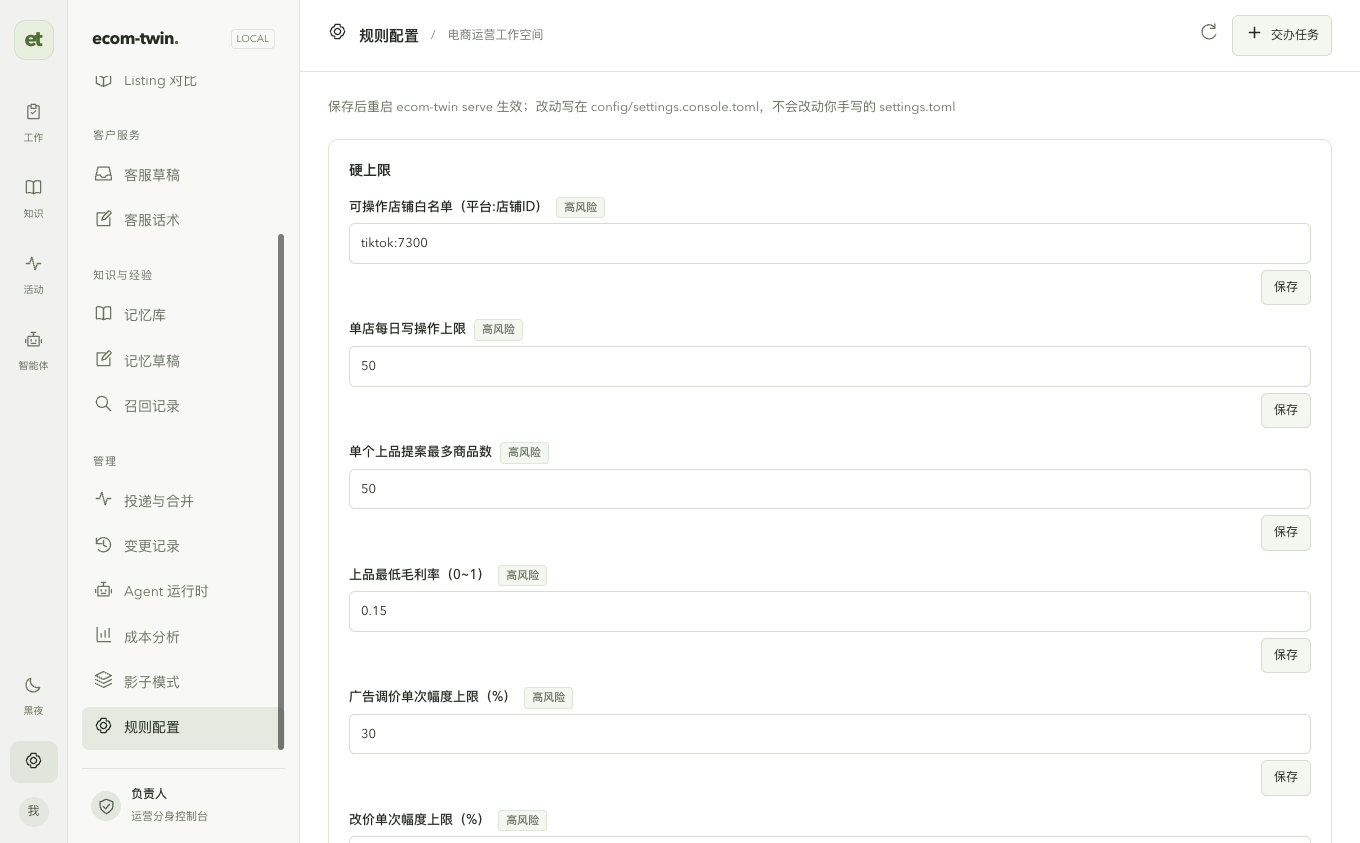 et
工作
知识
活动
智能体
黑夜
我
ecom-twin.
LOCAL
Listing 对比
客户服务
客服草稿
客服话术
知识与经验
记忆库
记忆草稿
召回记录
管理
投递与合并
变更记录
Agent 运行时
成本分析
影子模式
规则配置
负责人
运营分身控制台
规则配置 / 电商运营工作空间
交办任务
保存后重启 ecom-twin serve 生效；改动写在 config/settings.console.toml，不会改动你手写的 settings.toml
硬上限
可操作店铺白名单（平台:店铺ID） 高风险
tiktok:7300
保存
单店每日写操作上限 高风险
50
保存
单个上品提案最多商品数 高风险
50
保存
上品最低毛利率（0~1） 高风险
0.15
保存
广告调价单次幅度上限（%） 高风险
30
保存
改价单次幅度上限（%） 高风险